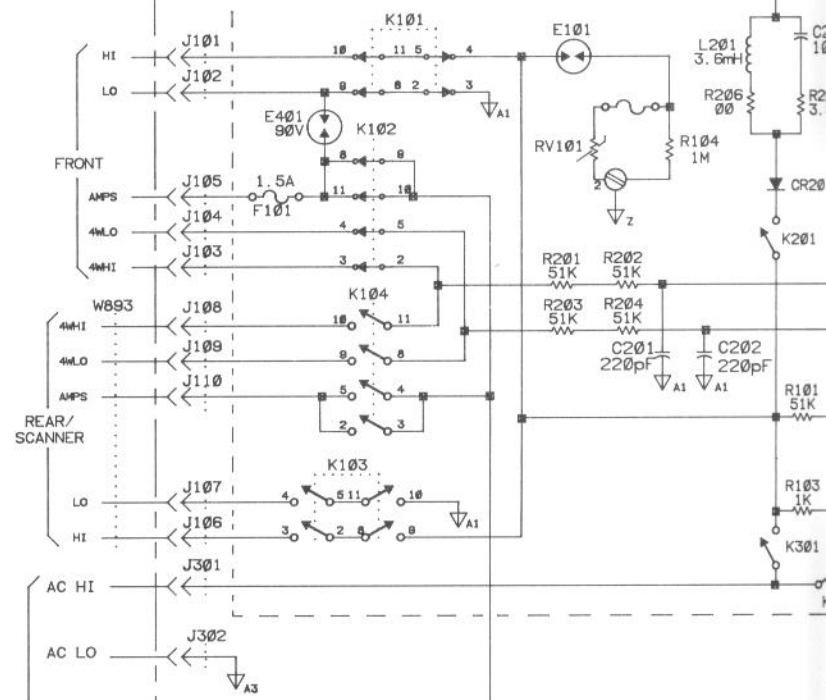 K101
J101
HI
10
11
5
4
E101
L201
3.6mH
J102
LO
9
8
2
3
A1
R206
00
E401
90V
K102
8
9
RV101
R104
1M
FRONT
2
AMPS
J105
1.5A
F101
11
10
CR20
Z
J104
4WLO
4
5
K201
J103
4WHI
3
2
R201
51K
R202
51K
W893
K104
J108
4WHI
10
11
R203
51K
R204
51K
J109
4WLO
9
8
C201
220pF
C202
220pF
A1
A1
J110
AMPS
5
4
R101
51K
REAR/
SCANNER
2
3
K103
J107
LO
4
5
11
10
A1
R103
1K
J106
HI
3
2
8
9
K301
J301
AC HI
J302
AC LO
A3